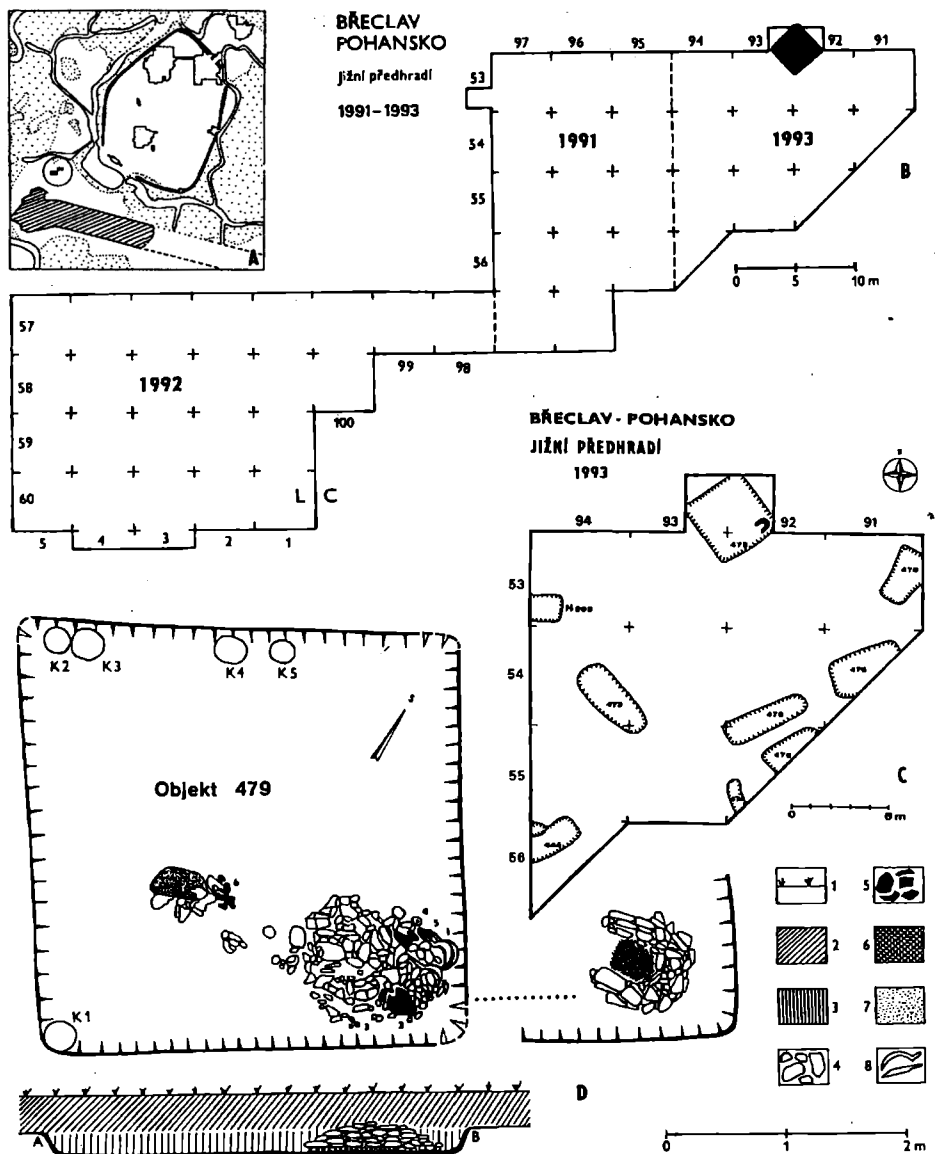 BŘECLAV
POHANSKO
Jižní předhradí
1991-1993
A
97 96 95 94 93 92 91
53
54
55
56
1991
1993
B
0 5 10 m
57
58
59
60
1992
99 98
100
L C
5 4 3 2 1
BŘECLAV - POHANSKO
JIŽNÍ PŘEDHRADÍ
1993
94 93 92 91
53
54
55
56
479
C
0 6 m
K2 K3 K4 K5
S
Objekt 479
K1
A B
D
1 5
2 6
3 7
4 8
0 1 2 m